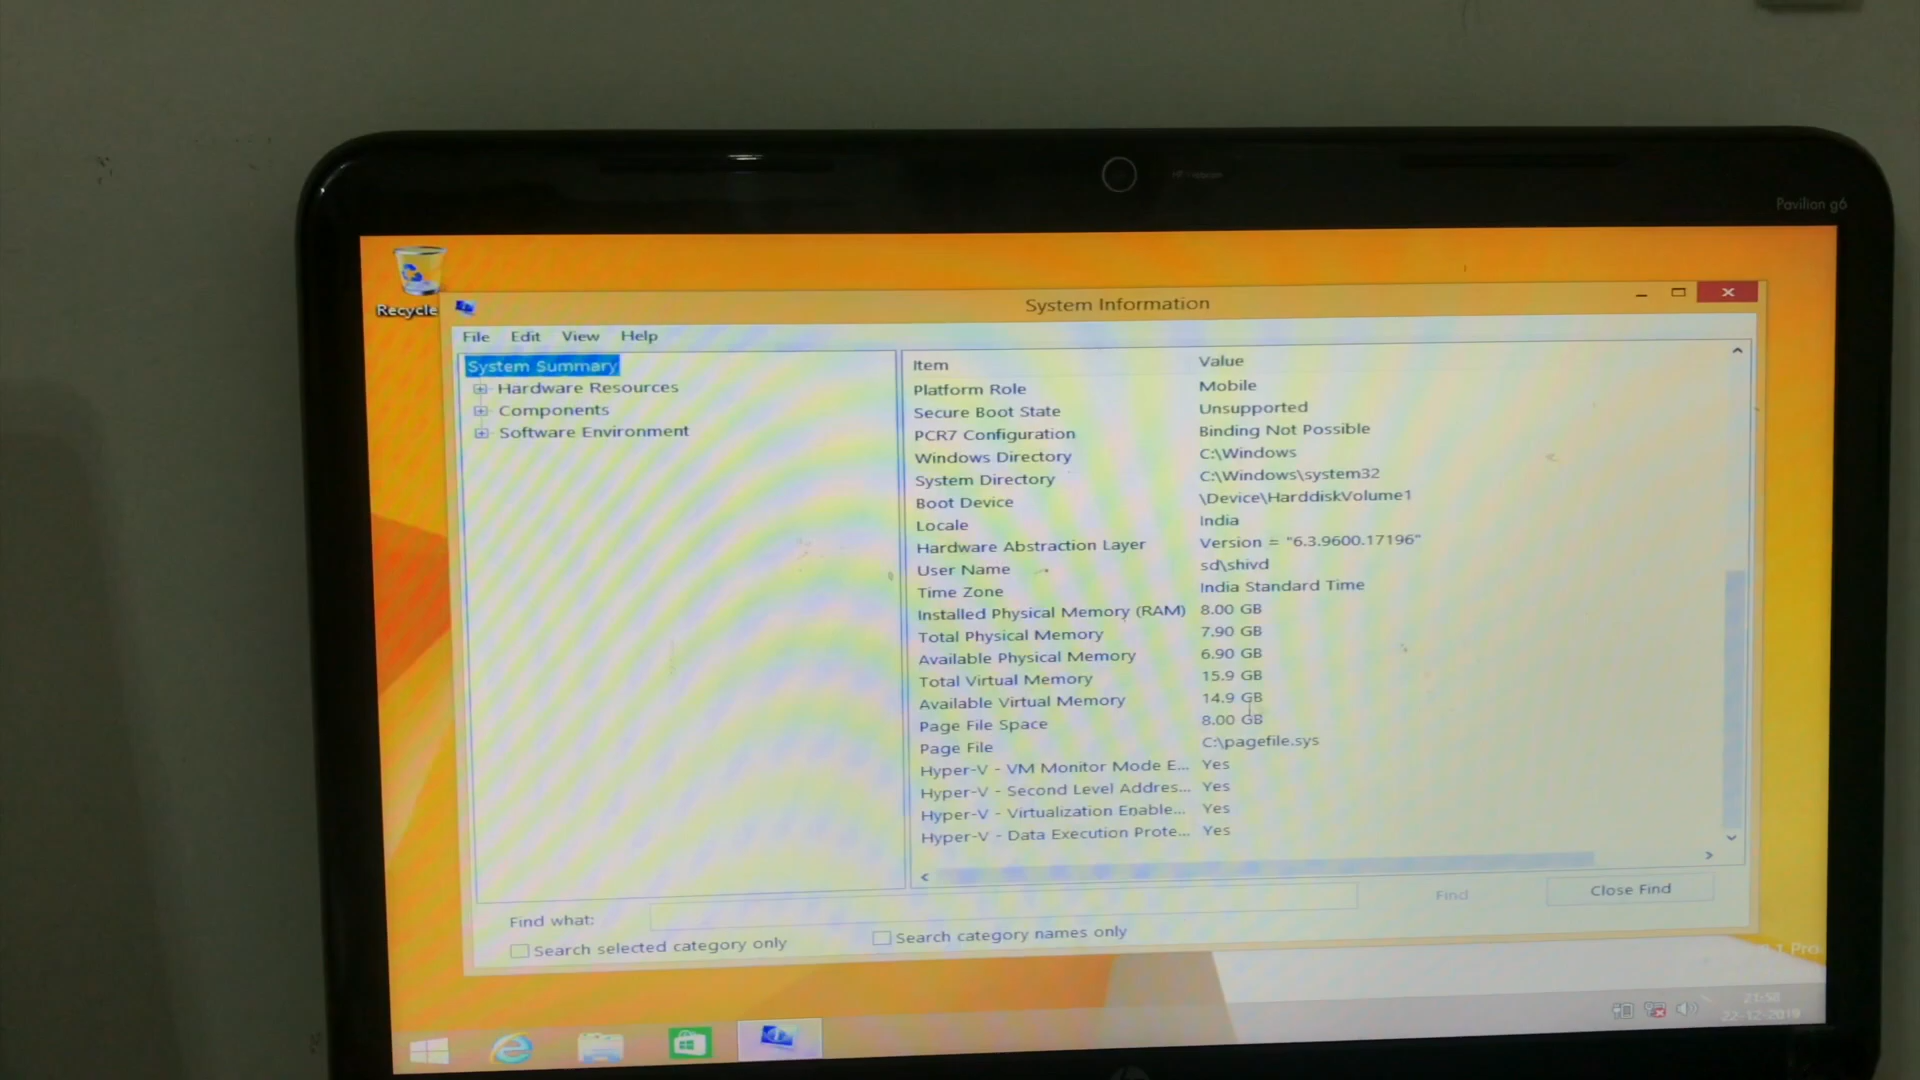 Pavilion g6
Recycle
System Information
File Edit View Help
System Summary
Hardware Resources
Components
Software Environment
Item Value
Platform Role Mobile
Secure Boot State Unsupported
PCR7 Configuration Binding Not Possible
Windows Directory C:\Windows
System Directory C:\Windows\system32
Boot Device \Device\HarddiskVolume1
Locale India
Hardware Abstraction Layer Version = "6.3.9600.17196"
User Name sd\shivd
Time Zone India Standard Time
Installed Physical Memory (RAM) 8.00 GB
Total Physical Memory 7.90 GB
Available Physical Memory 6.90 GB
Total Virtual Memory 15.9 GB
Available Virtual Memory 14.9 GB
Page File Space 8.00 GB
Page File C:\pagefile.sys
Hyper-V - VM Monitor Mode E... Yes
Hyper-V - Second Level Addres... Yes
Hyper-V - Virtualization Enable... Yes
Hyper-V - Data Execution Prote... Yes
Find what: Find Close Find
Search selected category only Search category names only
Pro
21:58
22-12-2019